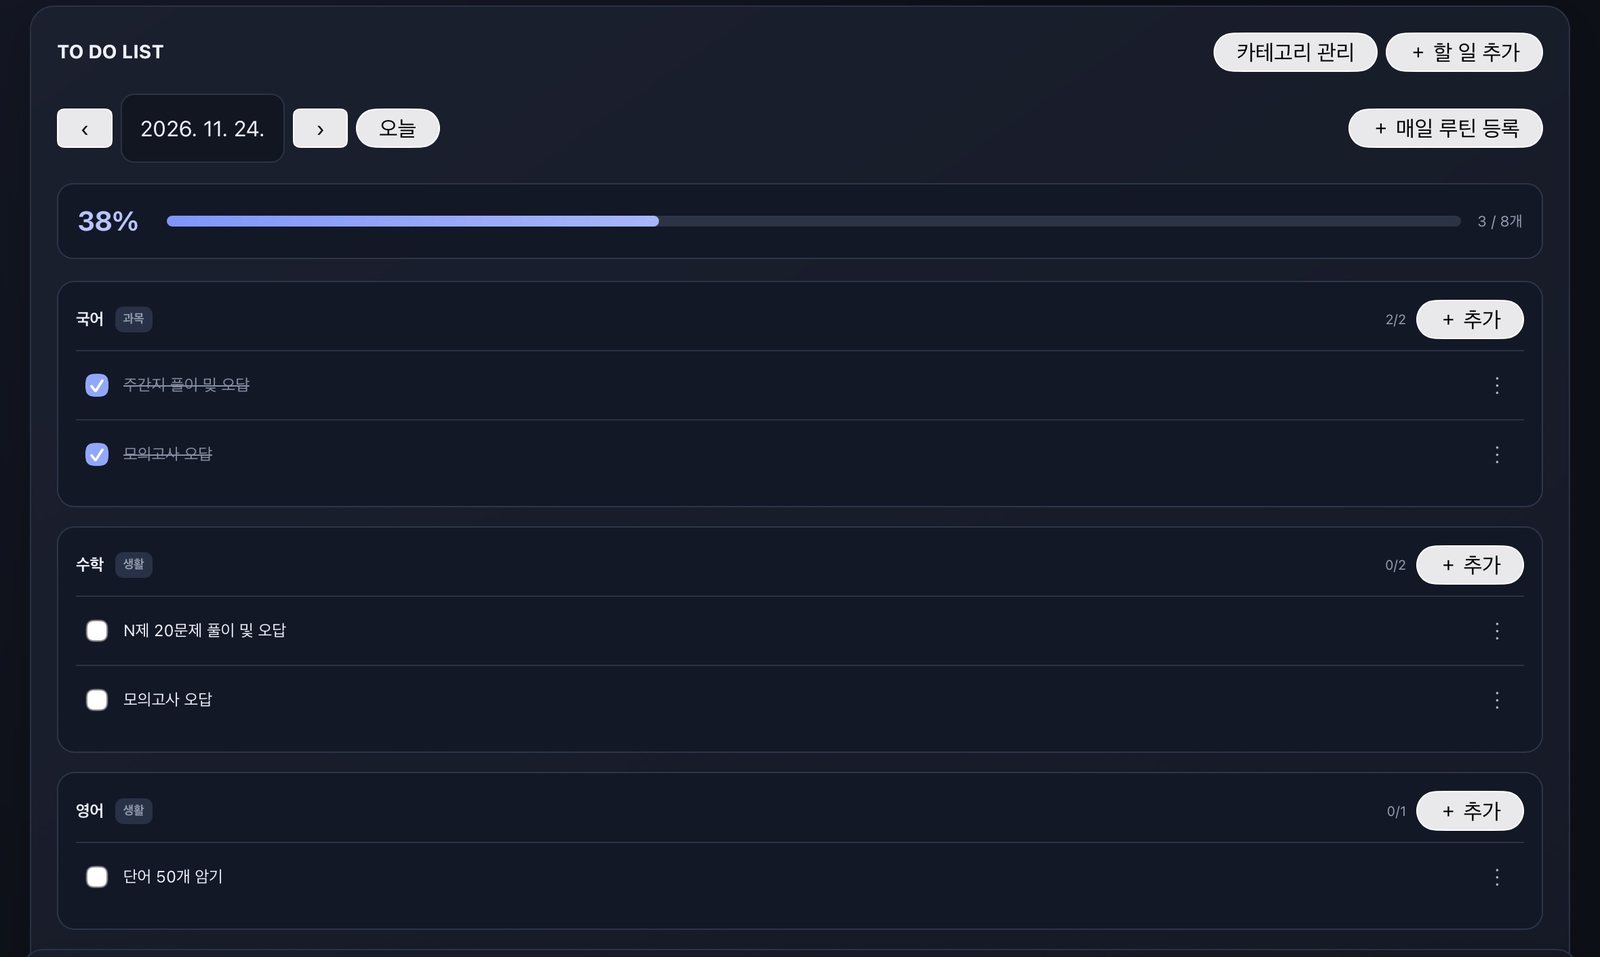 TO DO LIST
카테고리 관리
+ 할 일 추가
‹
2026. 11. 24.
›
오늘
+ 매일 루틴 등록
38%
3 / 8개
국어 과목
2/2
+ 추가
주간지 풀이 및 오답
⋮
모의고사 오답
⋮
수학 생활
0/2
+ 추가
N제 20문제 풀이 및 오답
⋮
모의고사 오답
⋮
영어 생활
0/1
+ 추가
단어 50개 암기
⋮